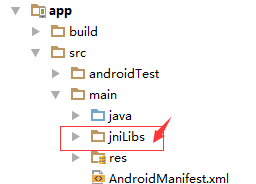 app
build
src
androidTest
main
java
jniLibs
res
AndroidManifest.xml